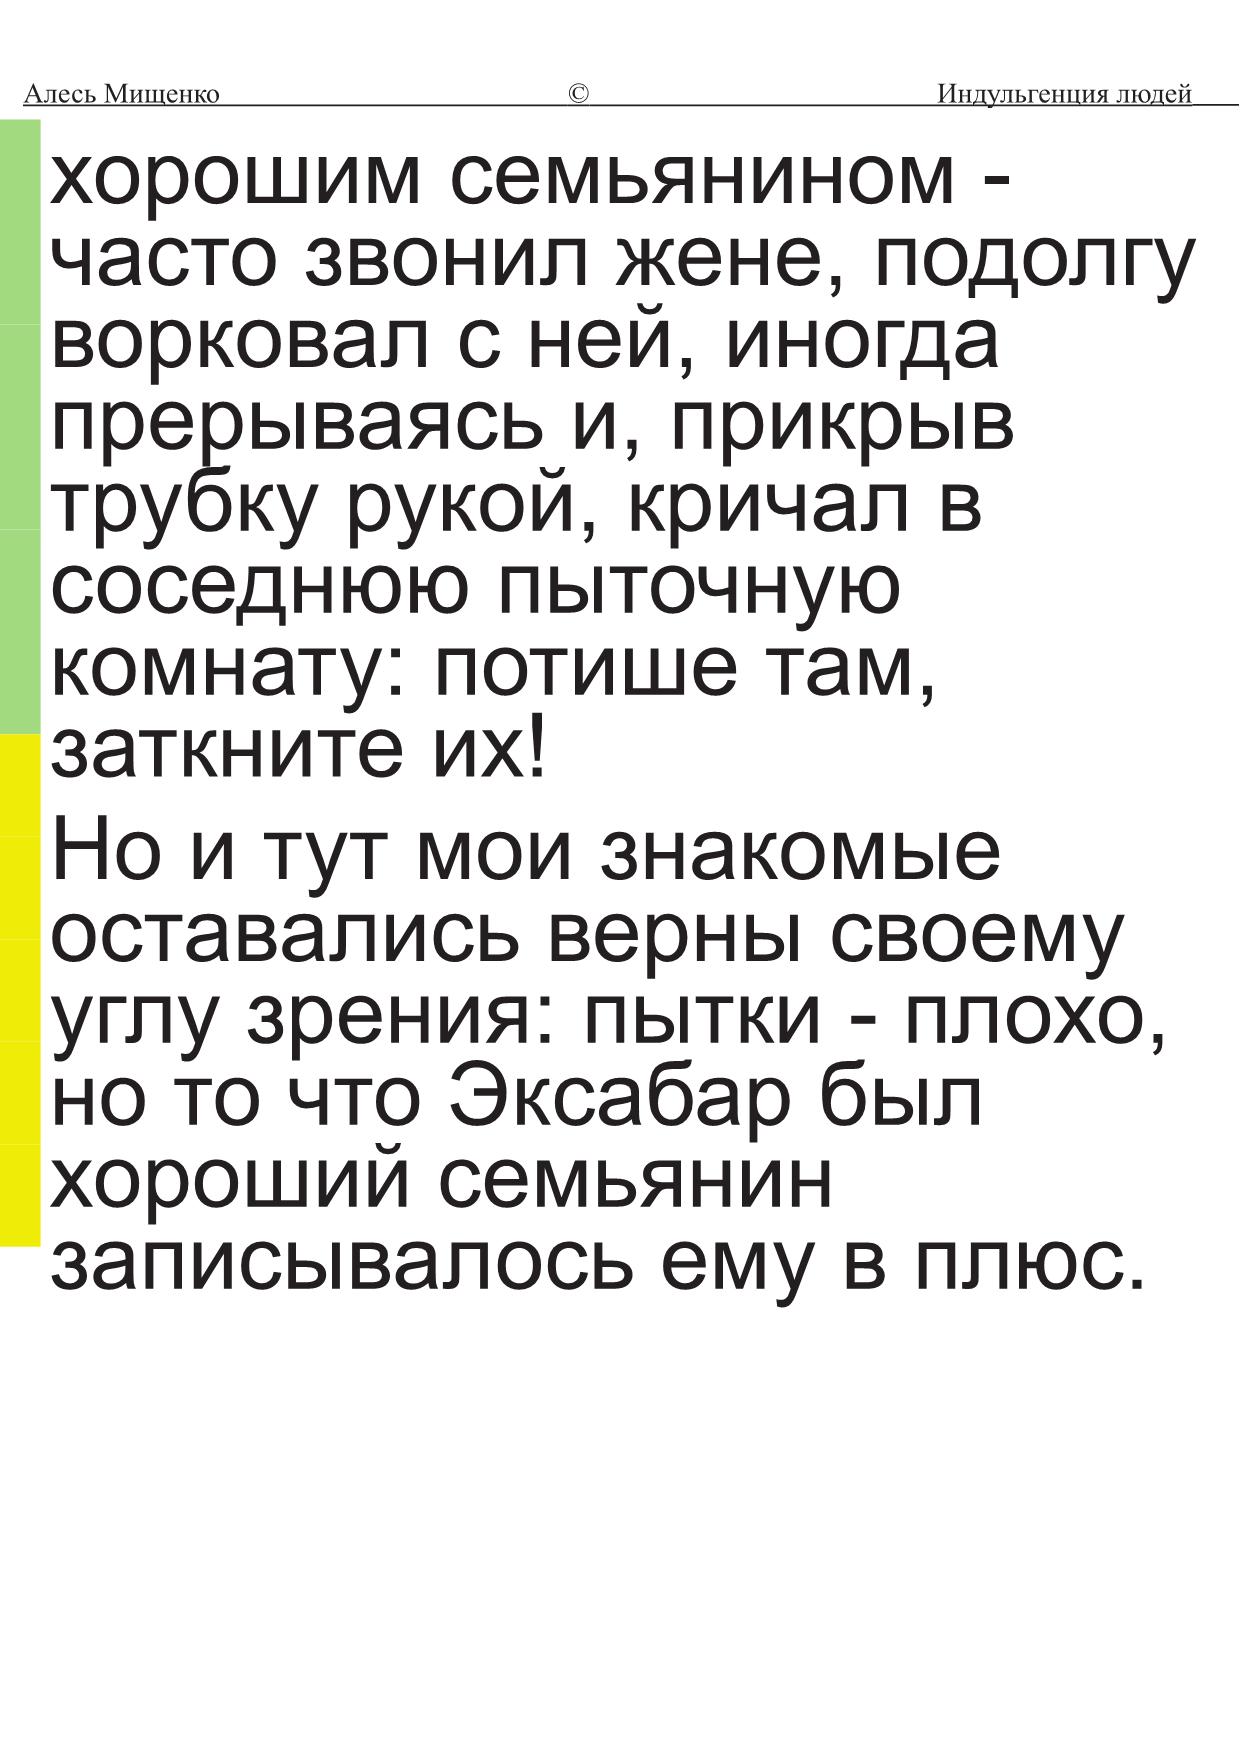 Алесь Мищенко © Индульгенция людей
хорошим семьянином -
часто звонил жене, подолгу
ворковал с ней, иногда
прерываясь и, прикрыв
трубку рукой, кричал в
соседнюю пыточную
комнату: потише там,
заткните их!
Но и тут мои знакомые
оставались верны своему
углу зрения: пытки - плохо,
но то что Эксабар был
хороший семьянин
записывалось ему в плюс.